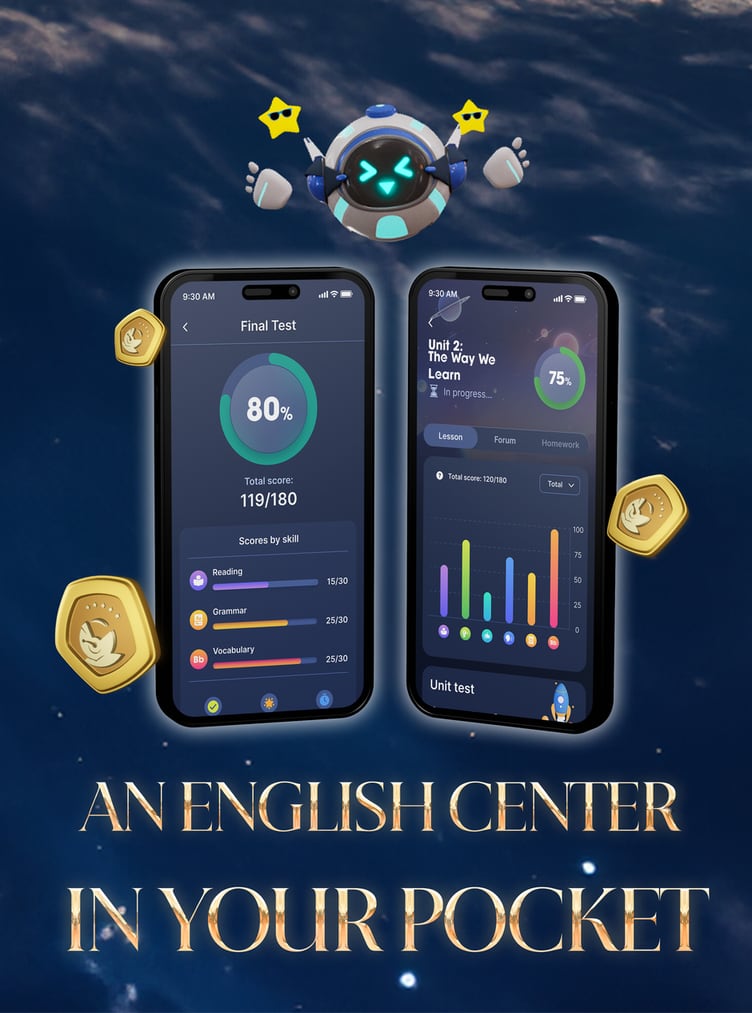 9:30 AM
Final Test
80%
Total score:
119/180
Scores by skill
Reading
15/30
Grammar
25/30
Vocabulary
Bb
25/30
9:30 AM
Unit 2:
The Way We
Learn
In progress...
75%
Lesson Forum Homework
Total score: 120/180
Total
100
75
50
25
0
Bb
Unit test
AN ENGLISH CENTER
IN YOUR POCKET